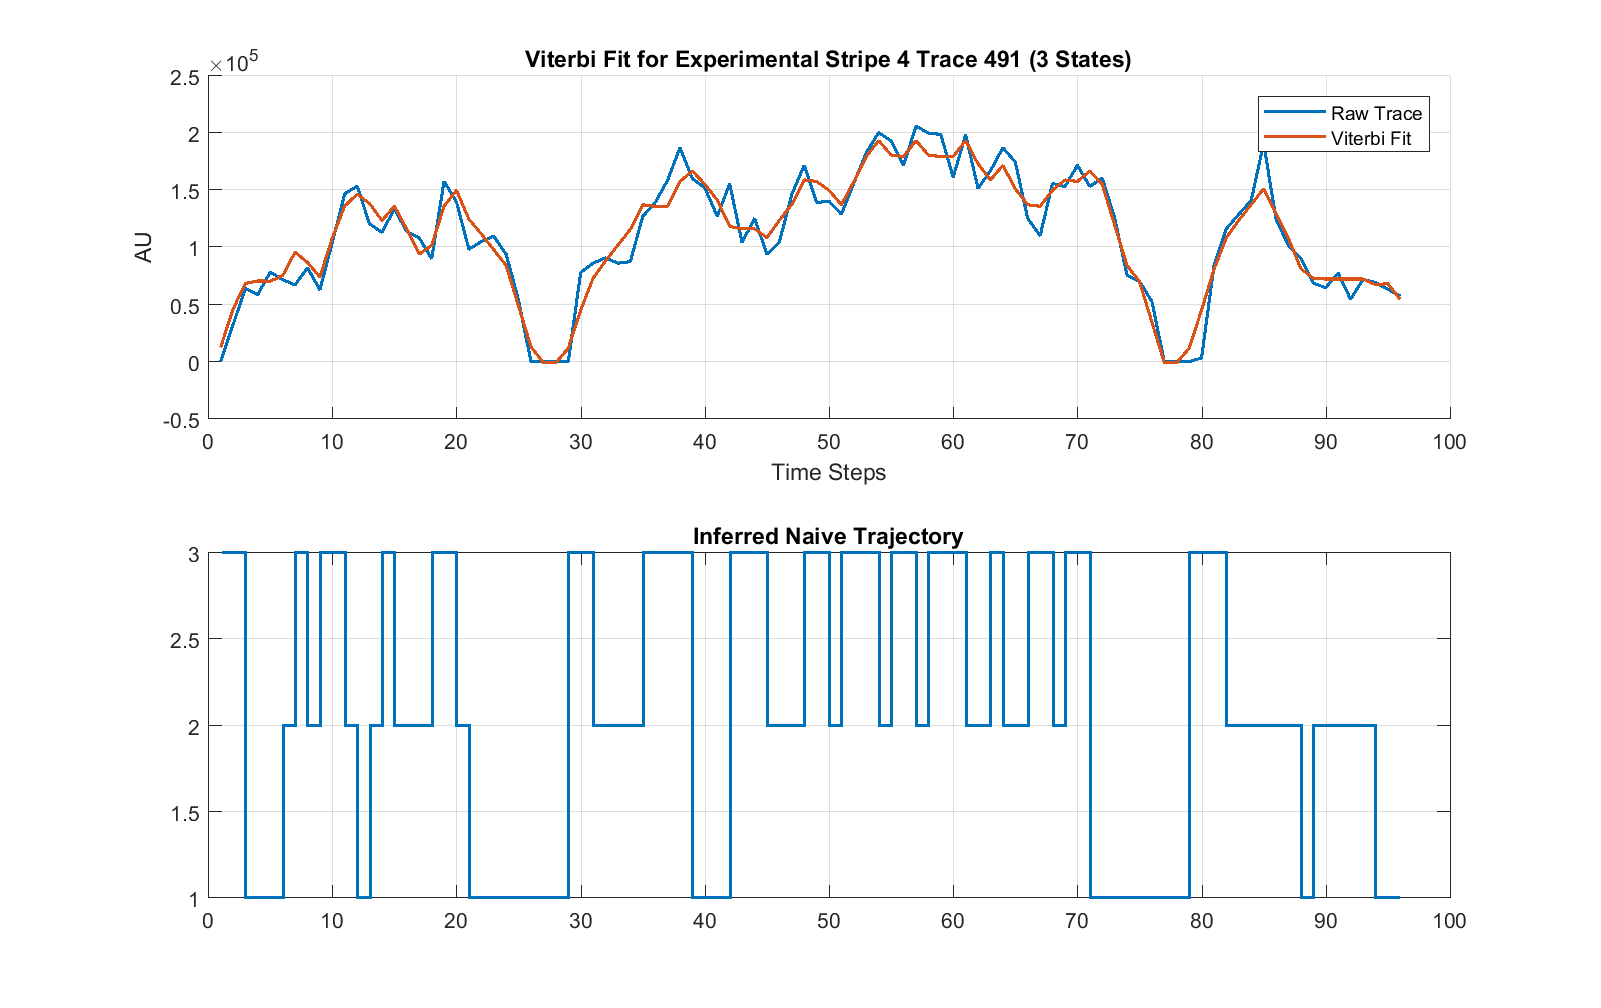 Viterbi Fit for Experimental Stripe 4 Trace 491 (3 States)
×10^5
2.5
2
1.5
1
0.5
0
-0.5
AU
Raw Trace
Viterbi Fit
0 10 20 30 40 50 60 70 80 90 100
Time Steps
Inferred Naive Trajectory
3
2.5
2
1.5
1
0 10 20 30 40 50 60 70 80 90 100